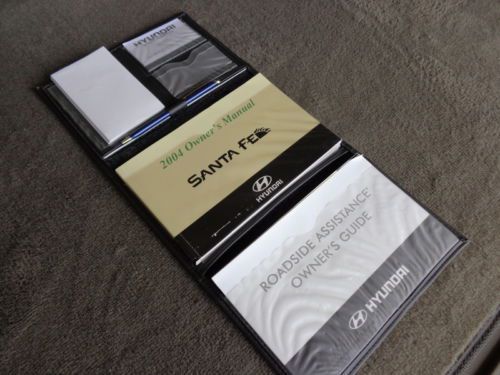 HYUNDAI
2004 Owner's Manual
SANTA FE
HYUNDAI
ROADSIDE ASSISTANCE
OWNER'S GUIDE
HYUNDAI